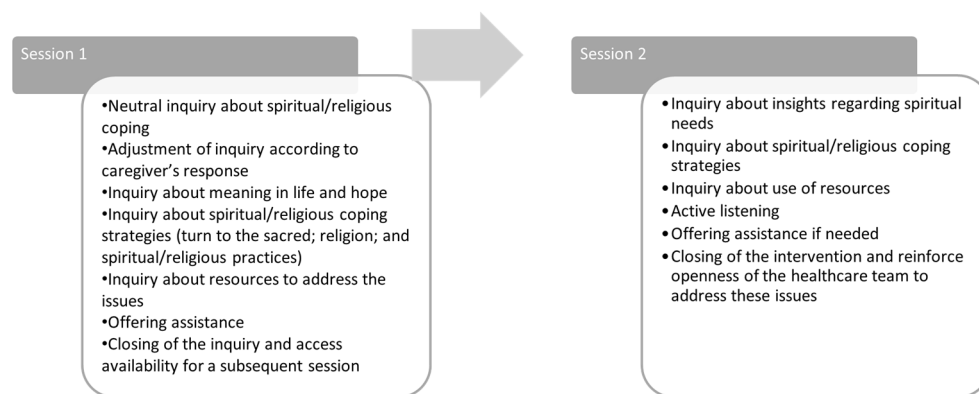 Session 1
•Neutral inquiry about spiritual/religious
coping
•Adjustment of inquiry according to
caregiver's response
•Inquiry about meaning in life and hope
•Inquiry about spiritual/religious coping
strategies (turn to the sacred; religion; and
spiritual/religious practices)
•Inquiry about resources to address the
issues
•Offering assistance
•Closing of the inquiry and access
availability for a subsequent session
Session 2
•Inquiry about insights regarding spiritual
needs
•Inquiry about spiritual/religious coping
strategies
•Inquiry about use of resources
•Active listening
•Offering assistance if needed
•Closing of the intervention and reinforce
openness of the healthcare team to
address these issues